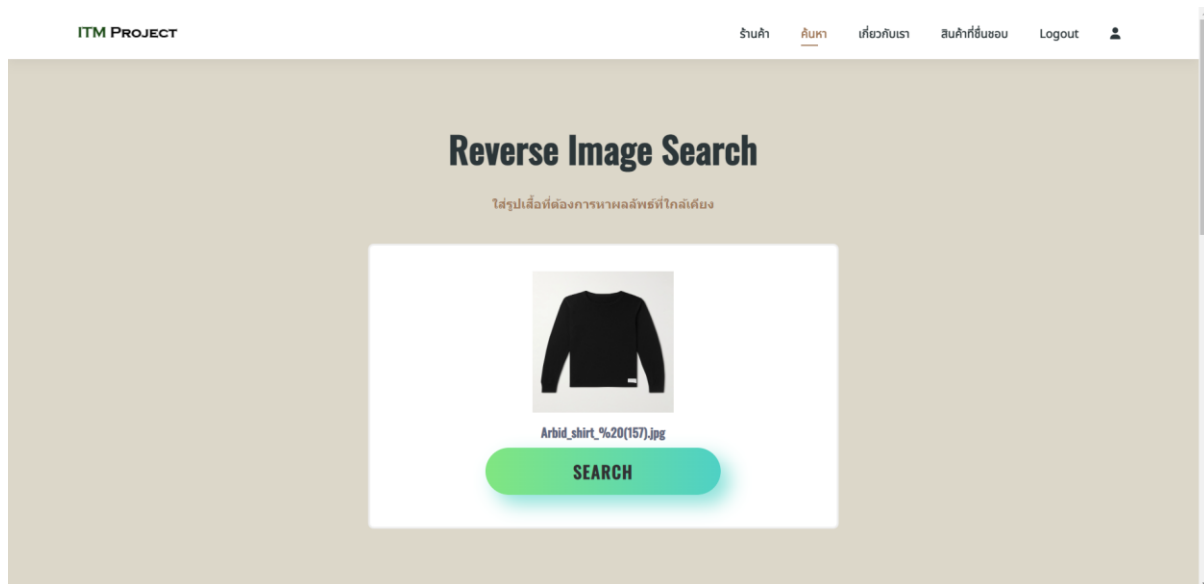 ITM PROJECT
ร้านค้า ค้นหา เกี่ยวกับเรา สินค้าที่ชื่นชอบ Logout
Reverse Image Search
ใส่รูปเสื้อที่ต้องการหาผลลัพธ์ที่ใกล้เคียง
Arbid_shirt_%20(157).jpg
SEARCH